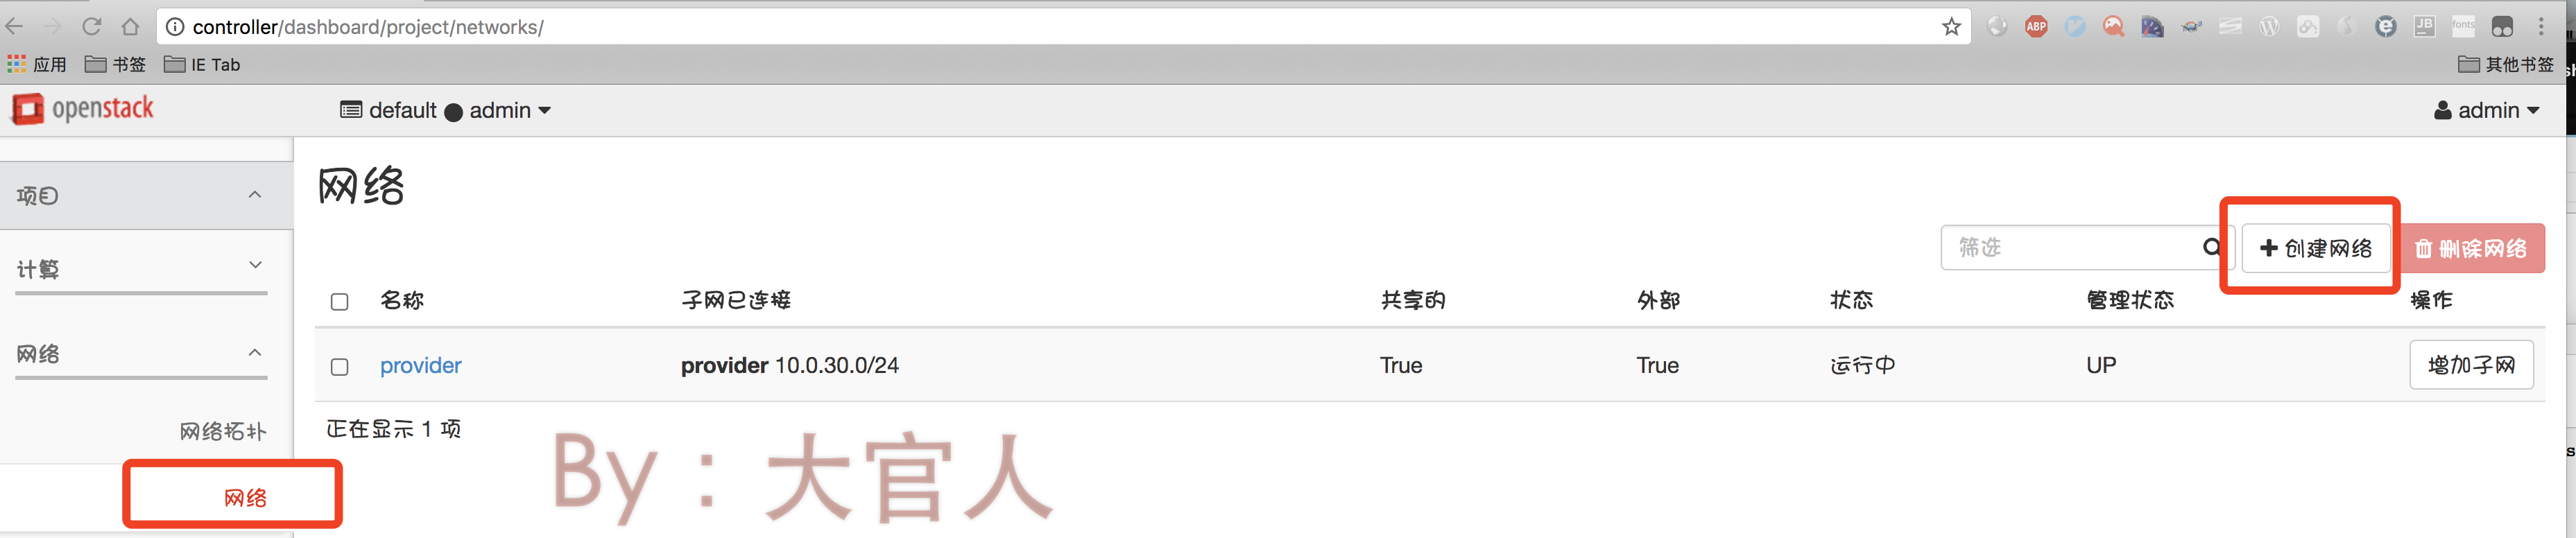 controller/dashboard/project/networks/
ABP
JB
fonts
应用 书签 IE Tab 其他书签
openstack default admin admin
项目
网络
筛选 创建网络 删除网络
计算
名称 子网已连接 共享的 外部 状态 管理状态 操作
网络
provider provider 10.0.30.0/24 True True 运行中 UP 增加子网
网络拓扑
正在显示 1 项
By：大官人
网络